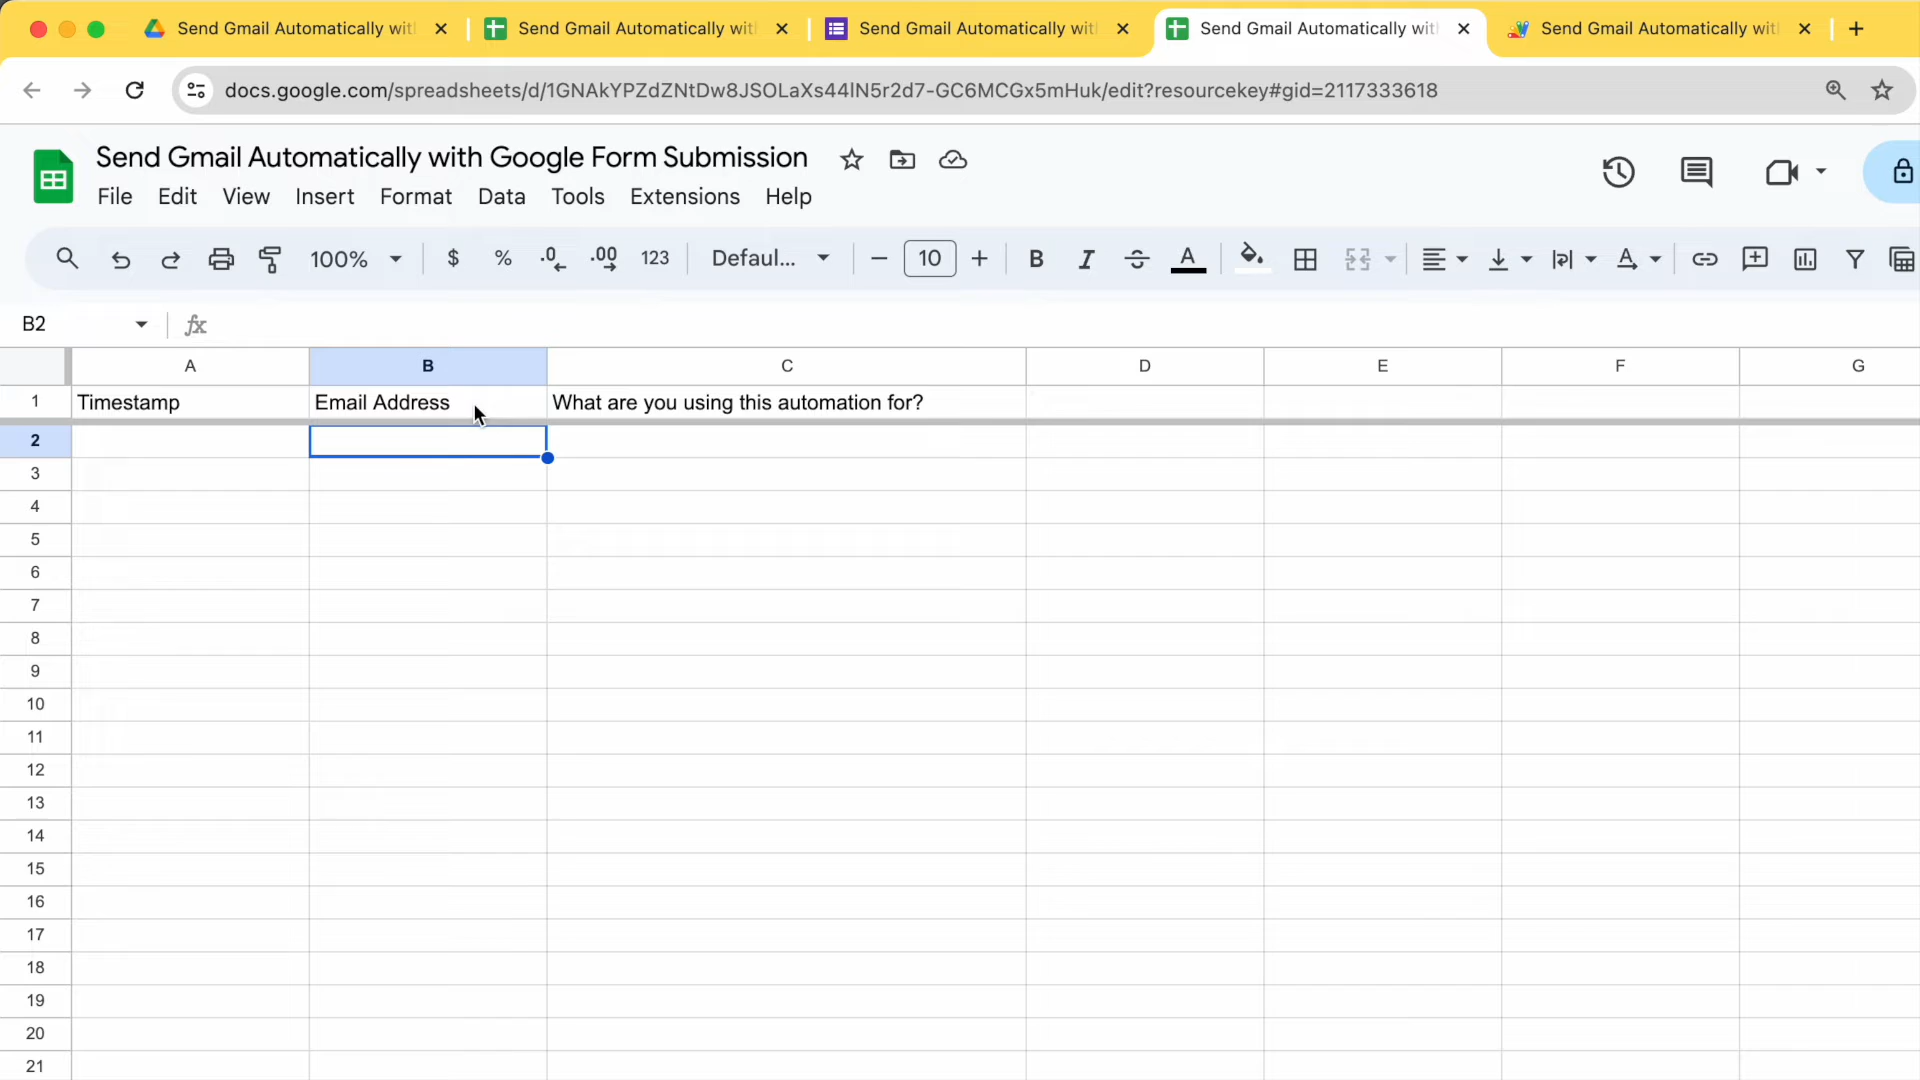 Send Gmail Automatically wit
Send Gmail Automatically wit
Send Gmail Automatically wit
Send Gmail Automatically wit
Send Gmail Automatically wit
docs.google.com/spreadsheets/d/1GNAkYPZdZNtDw8JSOLaXs44lN5r2d7-GC6MCGx5mHuk/edit?resourcekey#gid=2117333618
Send Gmail Automatically with Google Form Submission
File Edit View Insert Format Data Tools Extensions Help
100% $ % .0 .00 123 Defaul... 10 B I A A
B2 fx
A B C D E F G
1 Timestamp Email Address What are you using this automation for?
2
3
4
5
6
7
8
9
10
11
12
13
14
15
16
17
18
19
20
21